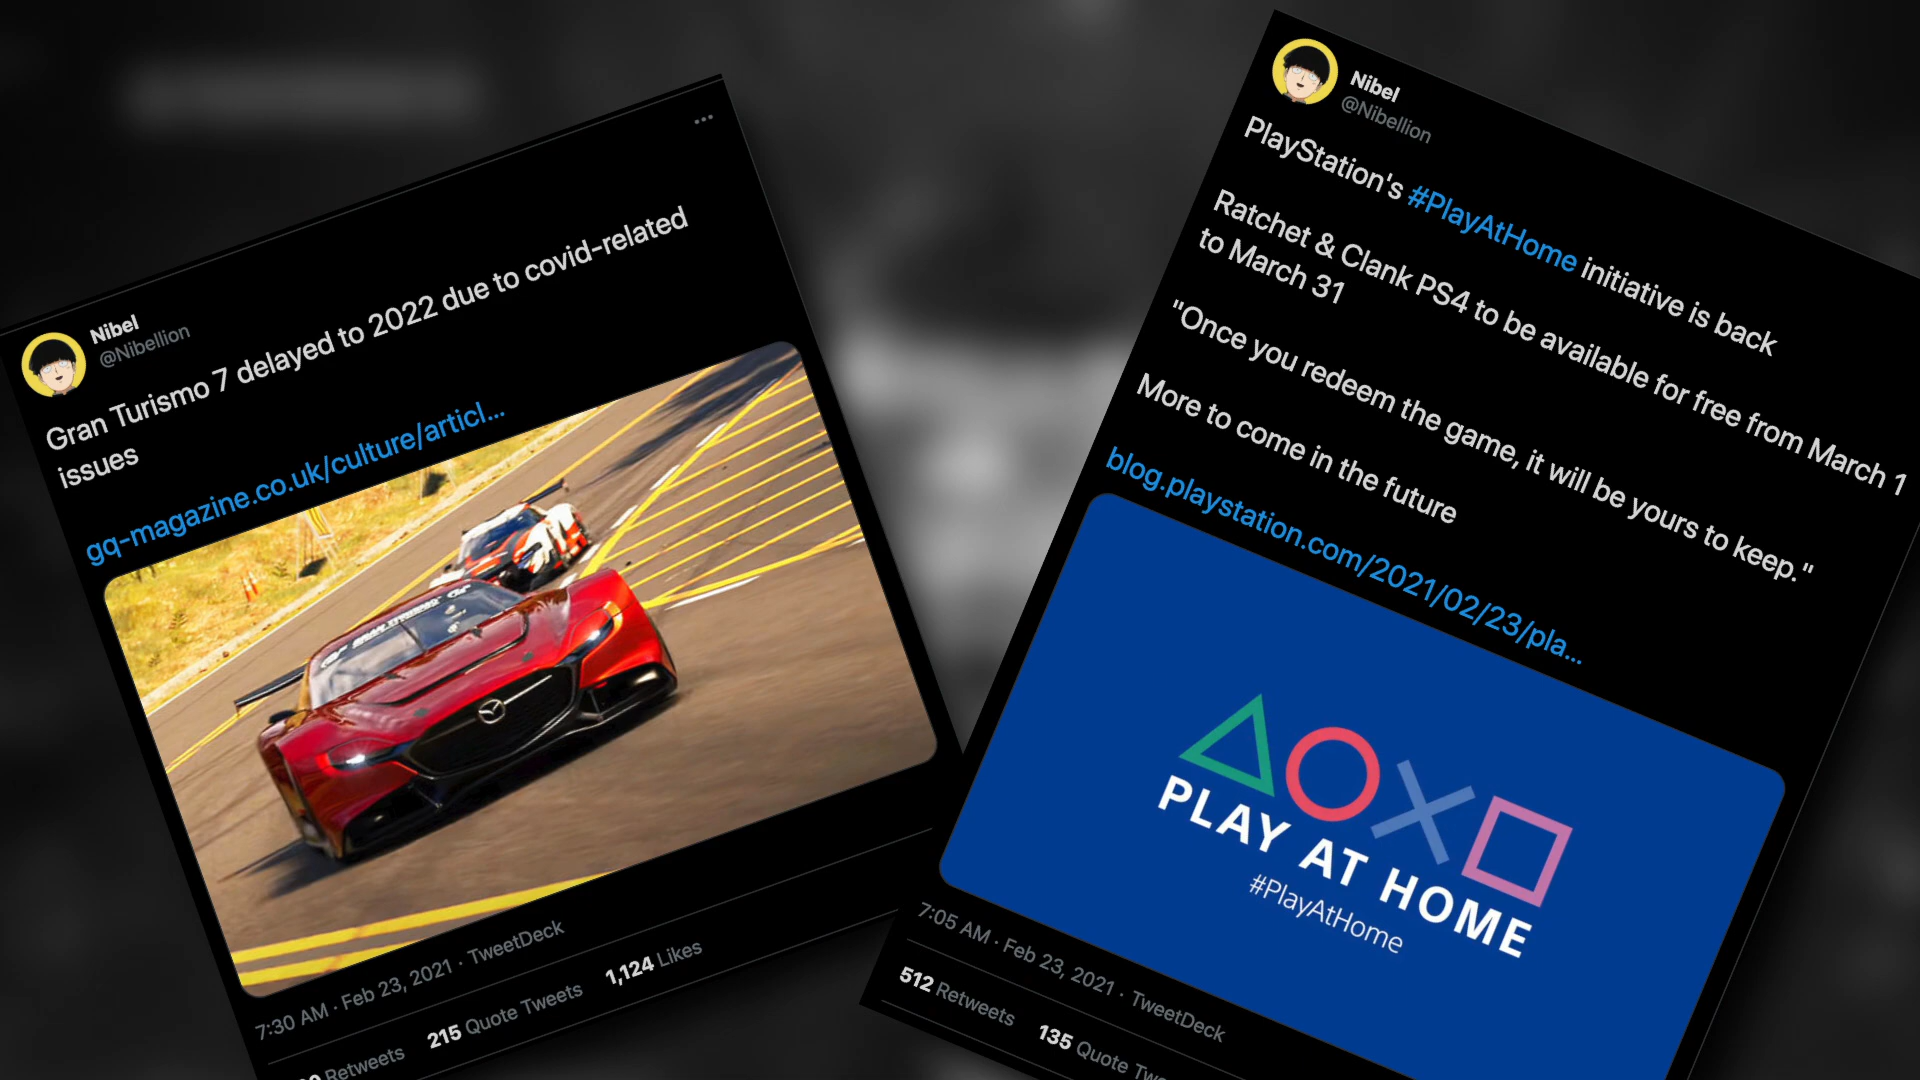 Nibel
@Nibellion
Gran Turismo 7 delayed to 2022 due to covid-related
issues
gq-magazine.co.uk/culture/articl...
7:30 AM · Feb 23, 2021 · TweetDeck
Retweets 215 Quote Tweets 1,124 Likes
Nibel
@Nibellion
PlayStation's #PlayAtHome initiative is back
Ratchet & Clank PS4 to be available for free from March 1
to March 31
"Once you redeem the game, it will be yours to keep."
More to come in the future
blog.playstation.com/2021/02/23/pla...
PLAY AT HOME
#PlayAtHome
7:05 AM · Feb 23, 2021 · TweetDeck
512 Retweets 135 Quote